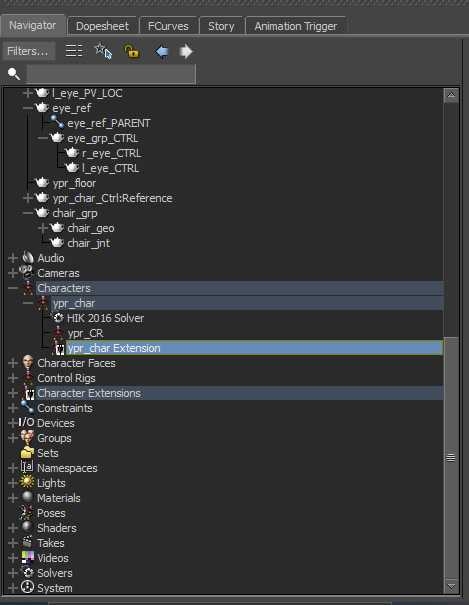 Navigator Dopesheet FCurves Story Animation Trigger
Filters...
l_eye_PV_LOC
eye_ref
eye_ref_PARENT
eye_grp_CTRL
r_eye_CTRL
l_eye_CTRL
ypr_floor
ypr_char_Ctrl:Reference
chair_grp
chair_geo
chair_jnt
Audio
Cameras
Characters
ypr_char
HIK 2016 Solver
ypr_CR
ypr_char Extension
Character Faces
Control Rigs
Character Extensions
Constraints
I/O Devices
Groups
Sets
Namespaces
Lights
Materials
Poses
Shaders
Takes
Videos
Solvers
System